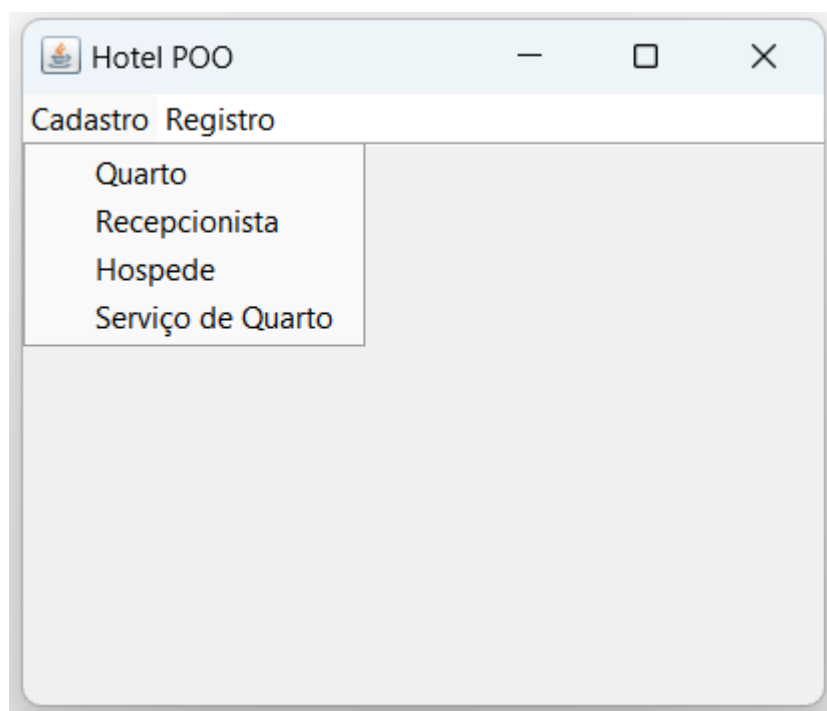 Hotel POO
Cadastro Registro
Quarto
Recepcionista
Hospede
Serviço de Quarto